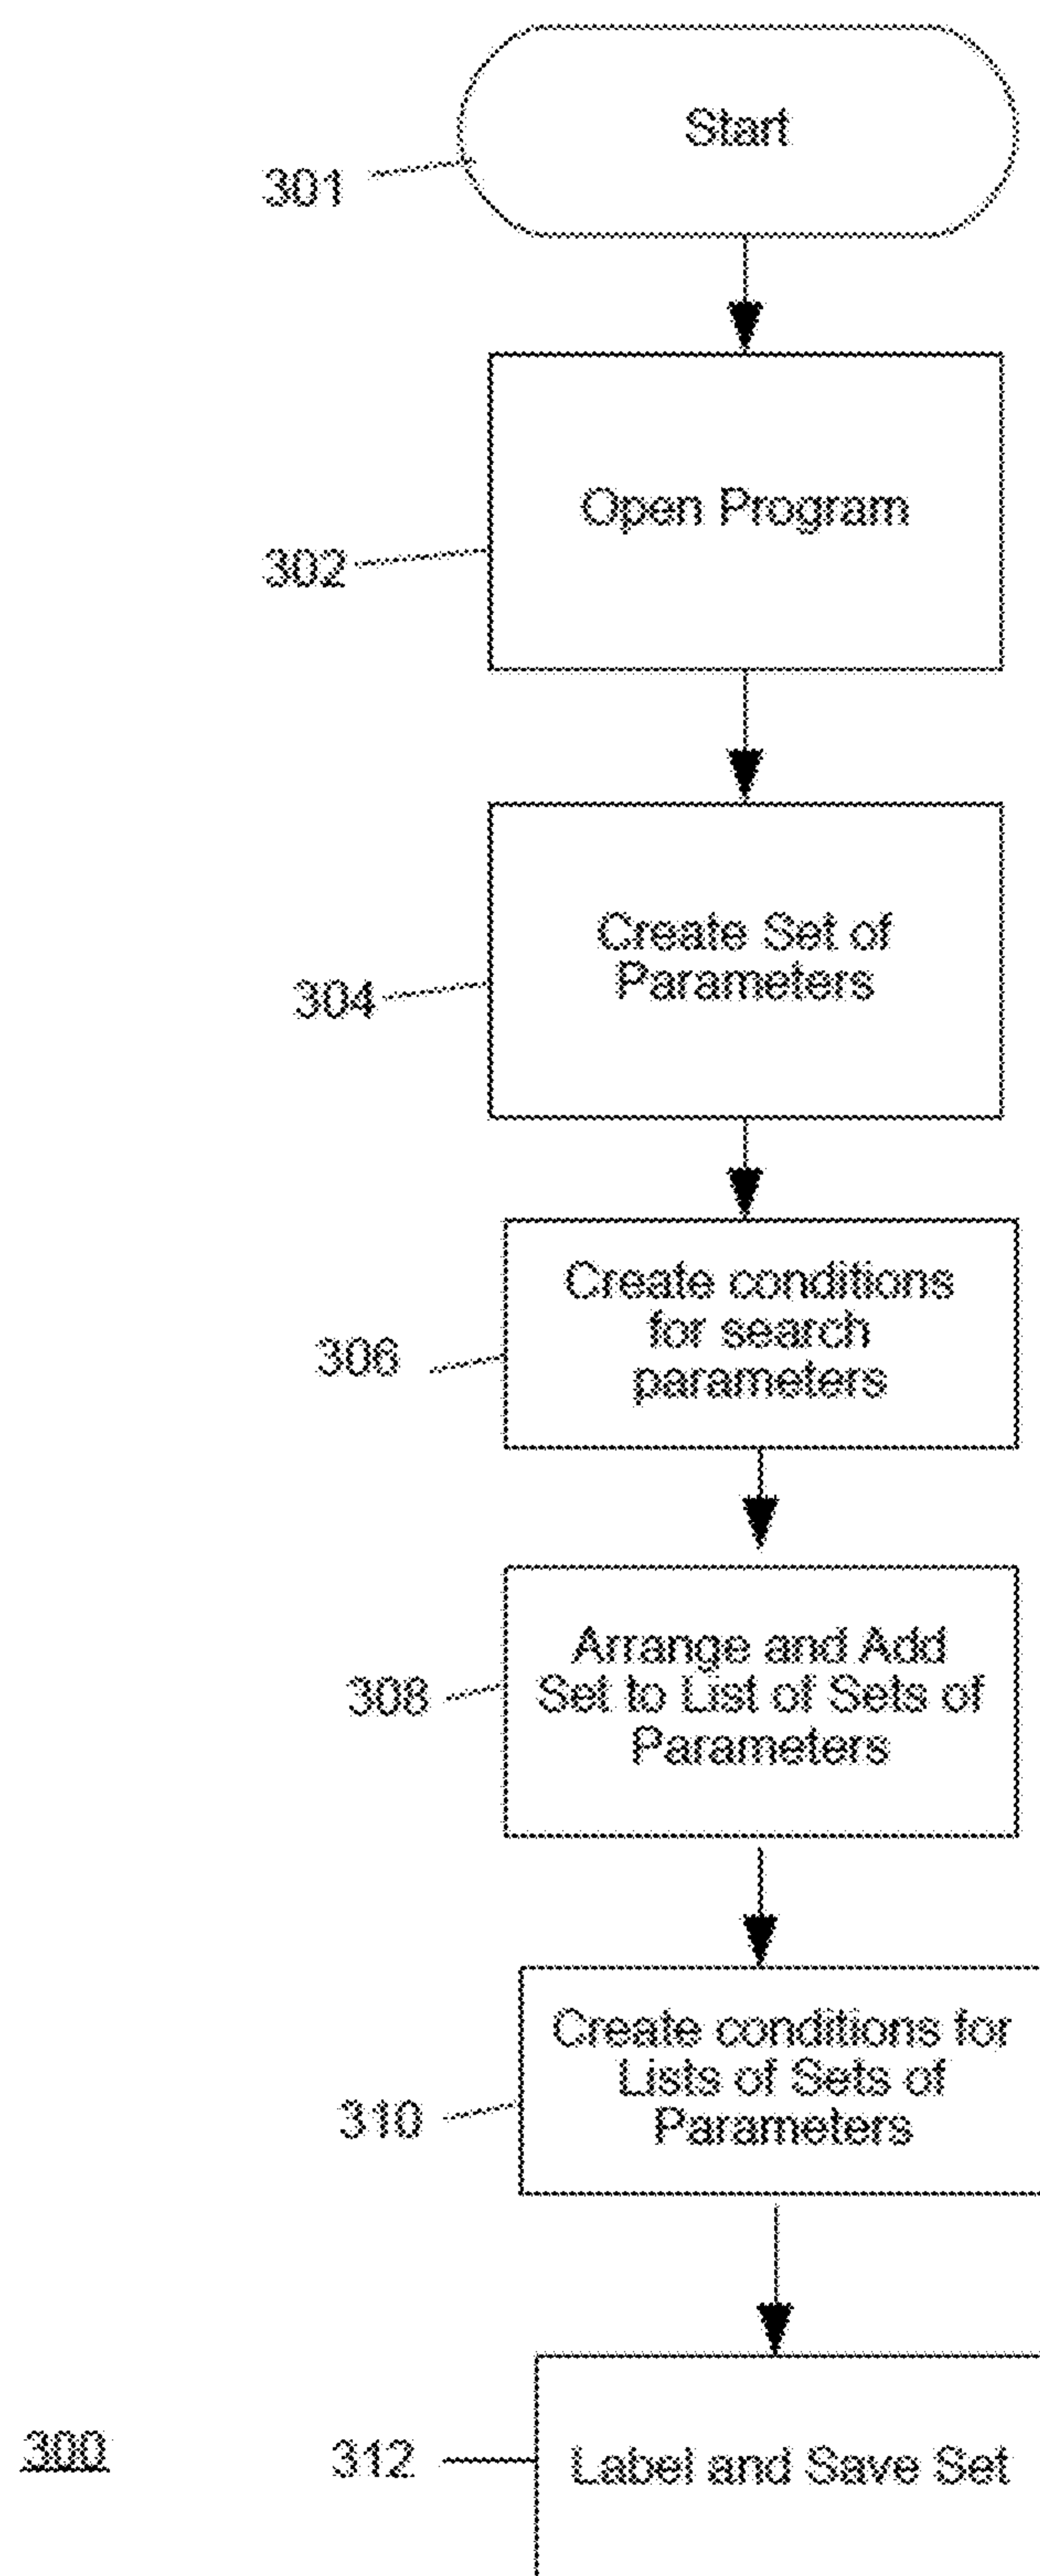 Start
301
Open Program
302
Create Set of
Parameters
304
Create conditions
for search
parameters
306
Arrange and Add
Set to List of Sets of
Parameters
308
Create conditions for
Lists of Sets of
Parameters
310
300
312
Label and Save Set